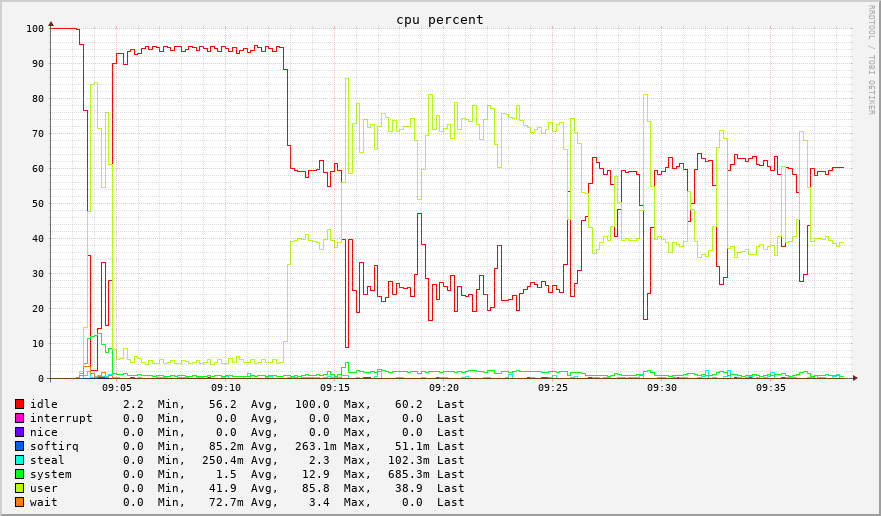 cpu percent
RRDTOOL / TOBI OETIKER
100
90
80
70
60
50
40
30
20
10
0
09:05 09:10 09:15 09:20 09:25 09:30 09:35
idle 2.2 Min, 56.2 Avg, 100.0 Max, 60.2 Last
interrupt 0.0 Min, 0.0 Avg, 0.0 Max, 0.0 Last
nice 0.0 Min, 0.0 Avg, 0.0 Max, 0.0 Last
softirq 0.0 Min, 85.2m Avg, 263.1m Max, 51.1m Last
steal 0.0 Min, 250.4m Avg, 2.3 Max, 102.3m Last
system 0.0 Min, 1.5 Avg, 12.9 Max, 685.3m Last
user 0.0 Min, 41.9 Avg, 85.8 Max, 38.9 Last
wait 0.0 Min, 72.7m Avg, 3.4 Max, 0.0 Last